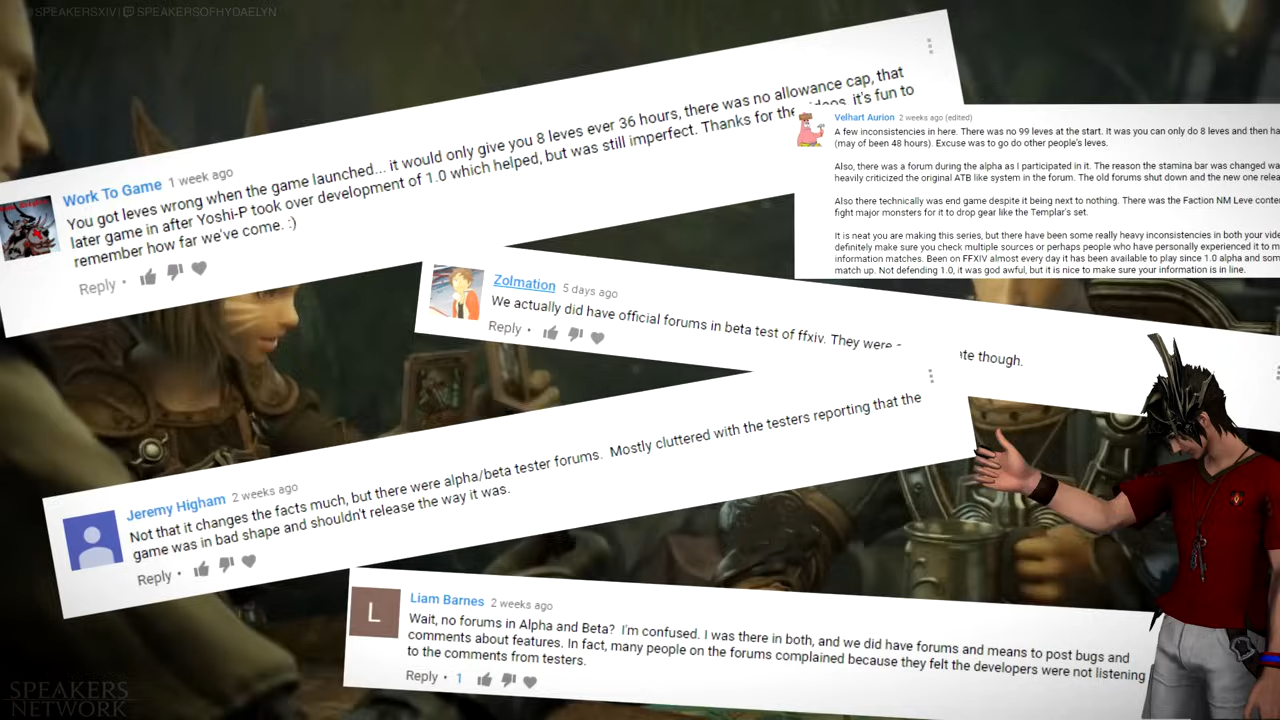 @SPEAKERSXIV | SPEAKERSOFHYDAELYN
Work To Game 1 week ago
You got leves wrong when the game launched... it would only give you 8 leves ever 36 hours, there was no allowance cap, that
later game in after Yoshi-P took over development of 1.0 which helped, but was still imperfect. Thanks for the videos, it's fun to
remember how far we've come. :)
Reply
Velhart Aurion 2 weeks ago (edited)
A few inconsistencies in here. There was no 99 leves at the start. It was you can only do 8 leves and then ha
(may of been 48 hours). Excuse was to go do other people's leves.
Also, there was a forum during the alpha as I participated in it. The reason the stamina bar was changed wa
heavily criticized the original ATB like system in the forum. The old forums shut down and the new one relea
Also there technically was end game despite it being next to nothing. There was the Faction NM Leve conte
fight major monsters for it to drop gear like the Templar's set.
It is neat you are making this series, but there have been some really heavy inconsistencies in both your vide
definitely make sure you check multiple sources or perhaps people who have personally experienced it to m
information matches. Been on FFXIV almost every day it has been available to play since 1.0 alpha and som
match up. Not defending 1.0, it was god awful, but it is nice to make sure your information is in line.
Zolmation 5 days ago
We actually did have official forums in beta test of ffxiv. They were te though.
Reply
Jeremy Higham 2 weeks ago
Not that it changes the facts much, but there were alpha/beta tester forums. Mostly cluttered with the testers reporting that the
game was in bad shape and shouldn't release the way it was.
Reply
L
Liam Barnes 2 weeks ago
Wait, no forums in Alpha and Beta? I'm confused. I was there in both, and we did have forums and means to post bugs and
comments about features. In fact, many people on the forums complained because they felt the developers were not listening
to the comments from testers.
Reply 1
SPEAKERS
NETWORK